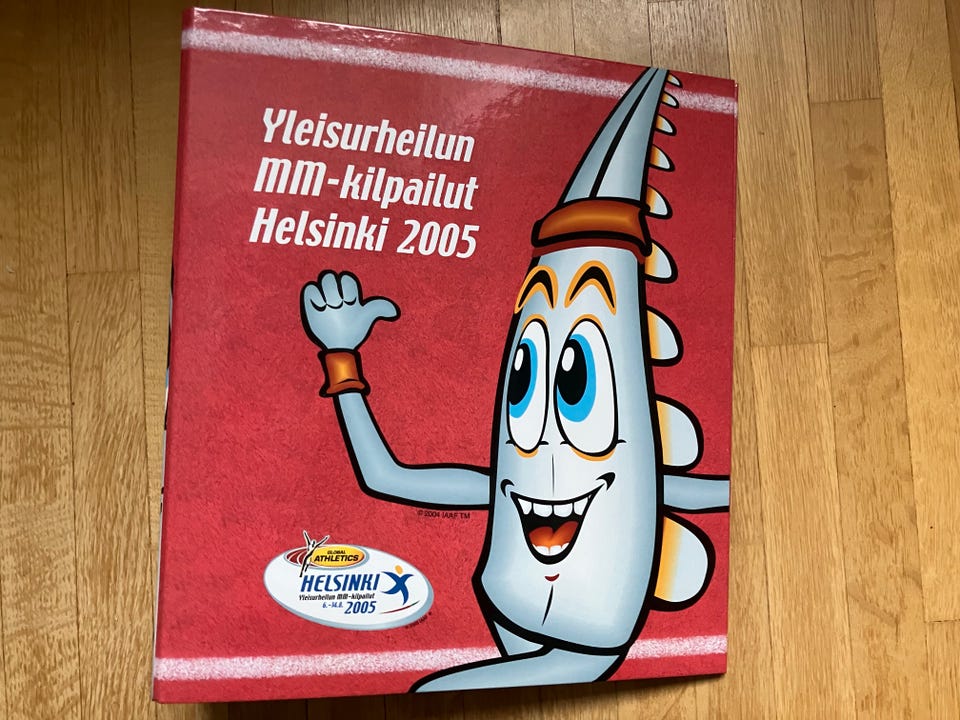 Yleisurheilun
MM-kilpailut
Helsinki 2005
© 2004 IAAF TM
GLOBAL
ATHLETICS
HELSINKI
Yleisurheilun MM-kilpailut
6.-14.8. 2005